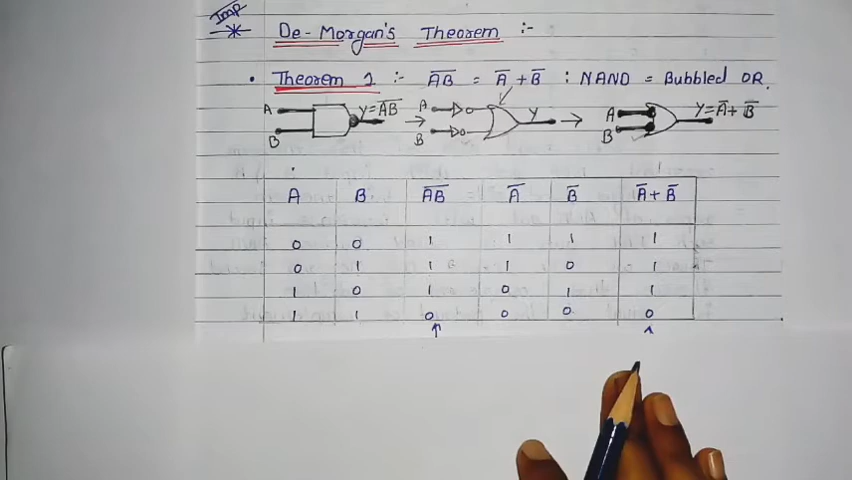 Imp
* De-Morgan's Theorem :-
• Theorem 1 :- A̅B̅ = A̅ + B̅ : NAND = Bubbled OR.
A B Y = A̅B̅ → A B Y → A B Y = A̅ + B̅
A B A̅B̅ A̅ B̅ A̅ + B̅
0 0 1 1 1 1
0 1 1 1 0 1
1 0 1 0 1 1
1 1 0 0 0 0